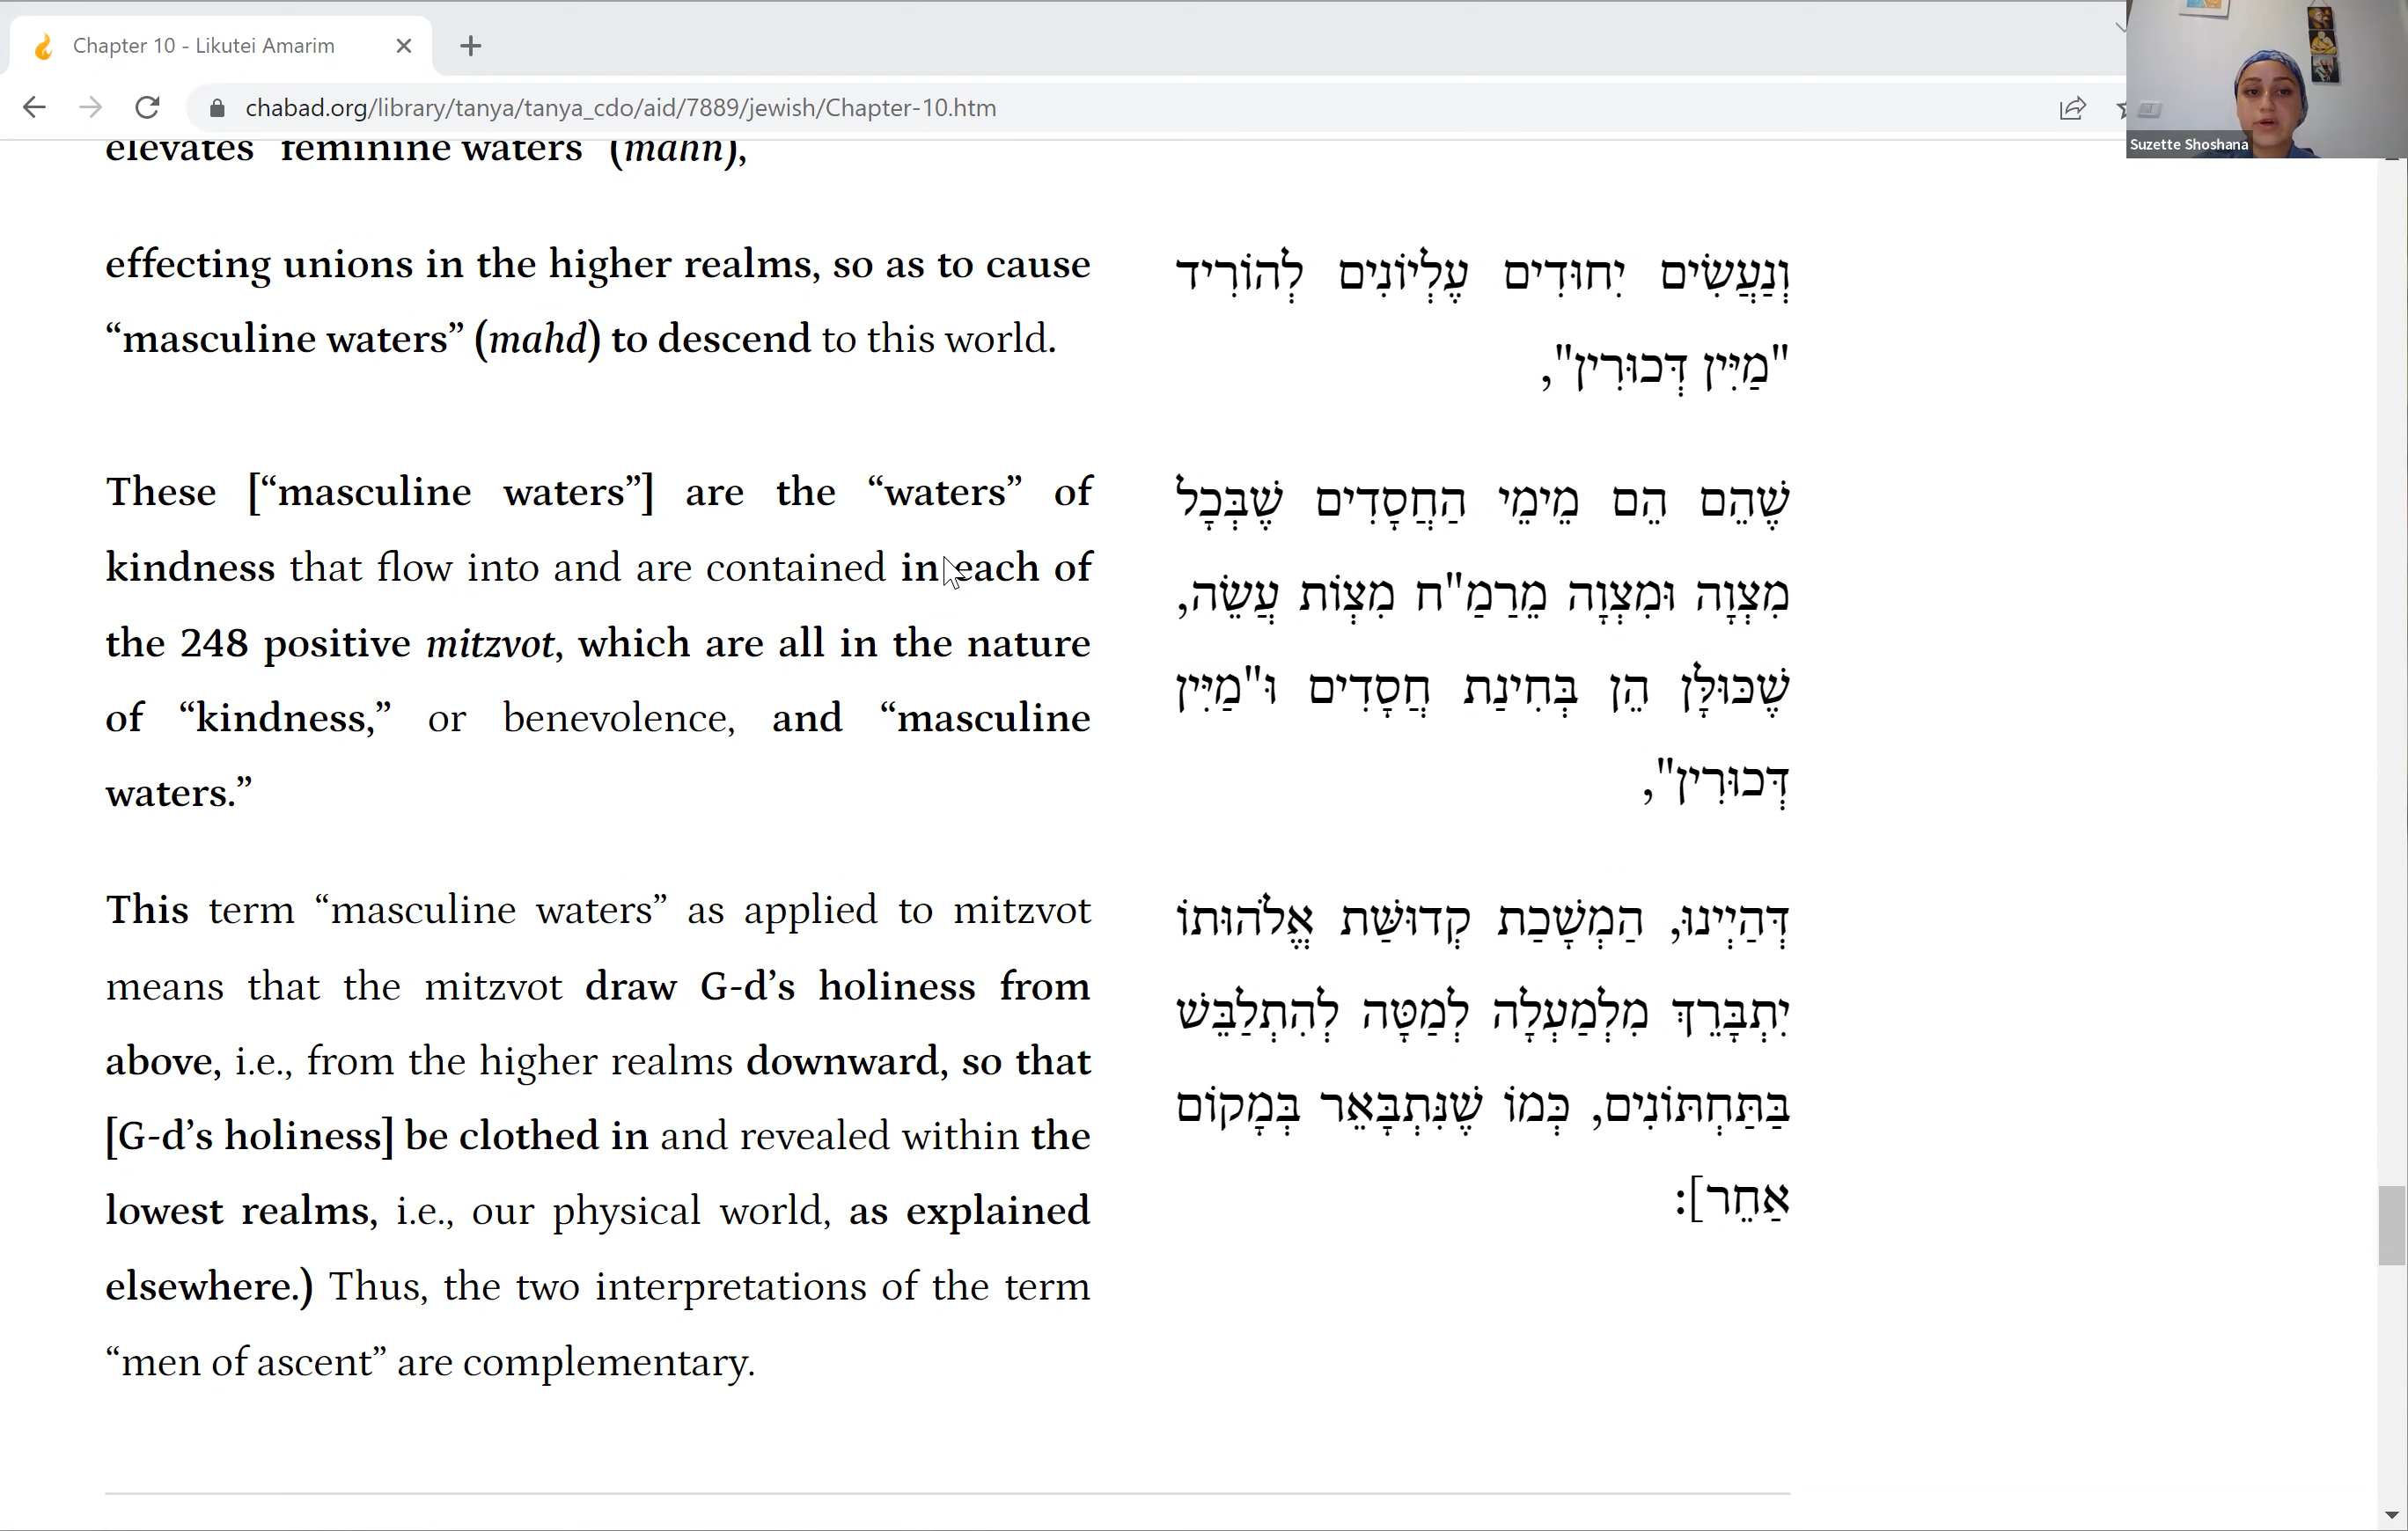 Chapter 10 - Likutei Amarim
chabad.org/library/tanya/tanya_cdo/aid/7889/jewish/Chapter-10.htm
Suzette Shoshana
elevates “feminine waters” (mahn),
effecting unions in the higher realms, so as to cause
“masculine waters” (mahd) to descend to this world.
וְנַעֲשִׂים יִחוּדִים עֶלְיוֹנִים לְהוֹרִיד
"מַיִּין דְּכוּרִין",
These [“masculine waters”] are the “waters” of
kindness that flow into and are contained in each of
the 248 positive mitzvot, which are all in the nature
of “kindness,” or benevolence, and “masculine
waters.”
שֶׁהֵם הֵם מֵימֵי הַחֲסָדִים שֶׁבְּכָל
מִצְוָה וּמִצְוָה מֵרַמַ"ח מִצְוֹת עֲשֵׂה,
שֶׁכּוּלָּן הֵן בְּחִינַת חֲסָדִים וּ"מַיִּין
דְּכוּרִין",
This term “masculine waters” as applied to mitzvot
means that the mitzvot draw G-d’s holiness from
above, i.e., from the higher realms downward, so that
[G-d’s holiness] be clothed in and revealed within the
lowest realms, i.e., our physical world, as explained
elsewhere.) Thus, the two interpretations of the term
“men of ascent” are complementary.
דְּהַיְינוּ, הַמְשָׁכַת קְדוּשַּׁת אֱלֹהוּתוֹ
יִתְבָּרֵךְ מִלְמַעְלָה לְמַטָּה לְהִתְלַבֵּשׁ
בַּתַּחְתּוֹנִים, כְּמוֹ שֶׁנִּתְבָּאֵר בְּמָקוֹם
אַחֵר]: